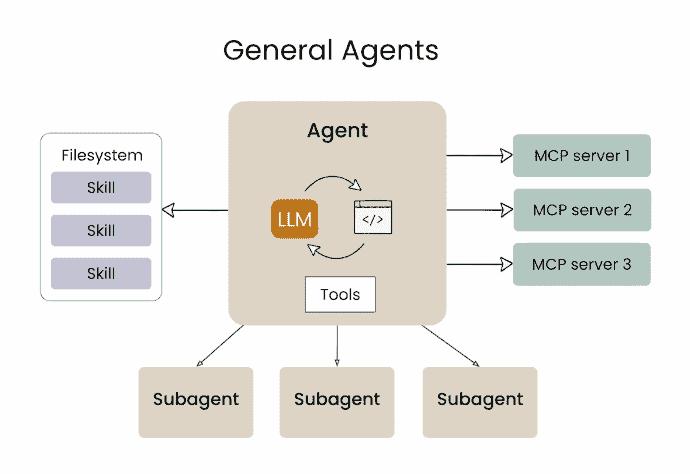 General Agents
Agent
Filesystem
Skill
Skill
Skill
LLM
</>
Tools
MCP server 1
MCP server 2
MCP server 3
Subagent
Subagent
Subagent